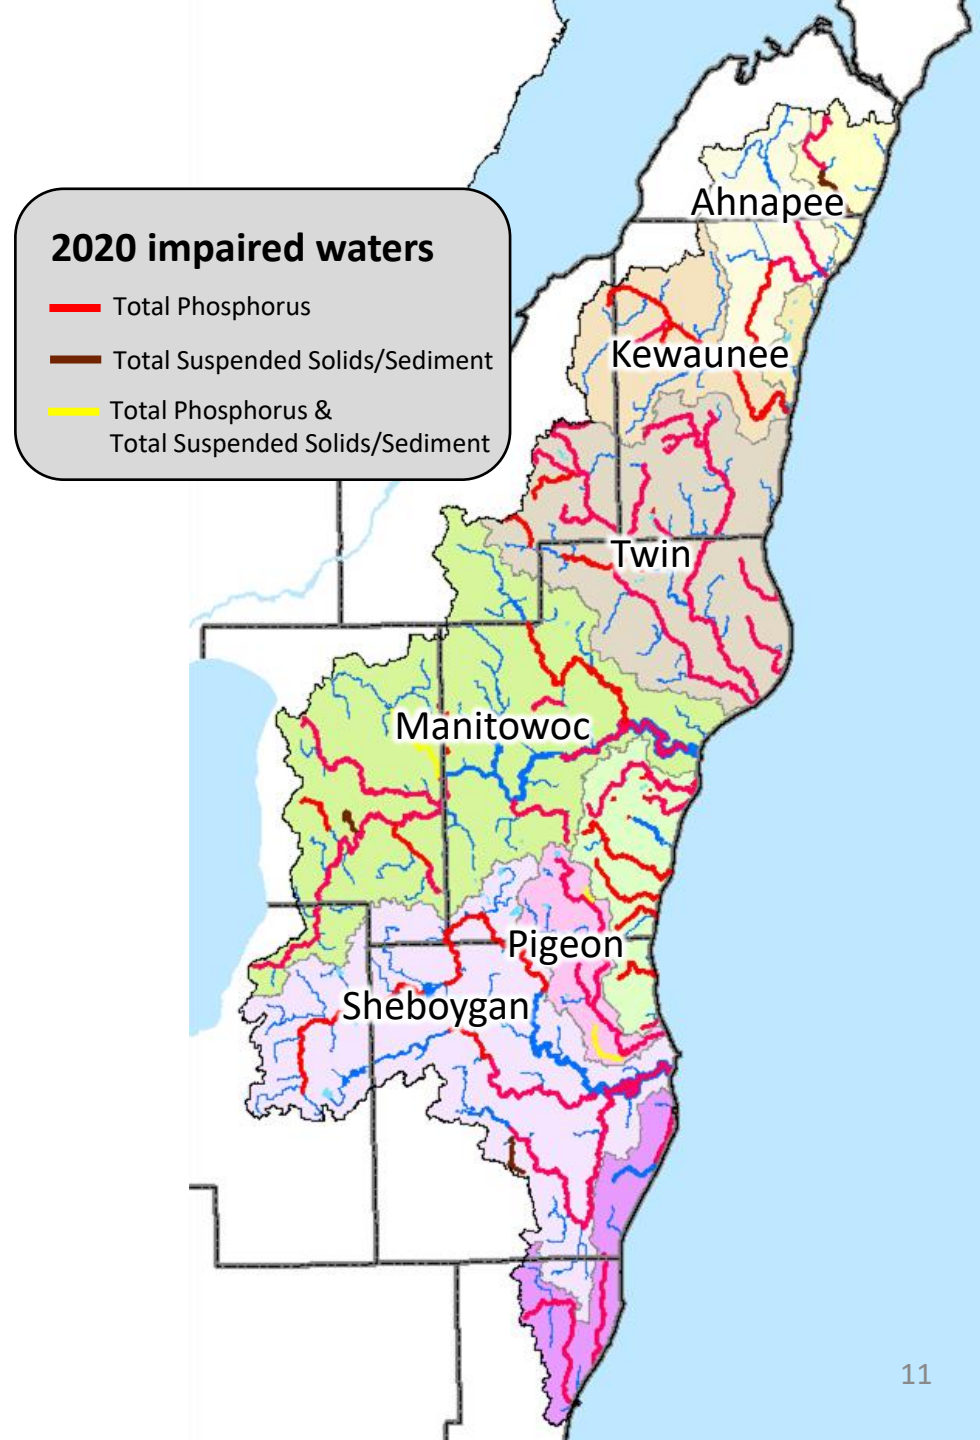 2020 impaired waters
Total Phosphorus
Total Suspended Solids/Sediment
Total Phosphorus &
Total Suspended Solids/Sediment
Ahnapee
Kewaunee
Twin
Manitowoc
Pigeon
Sheboygan
11